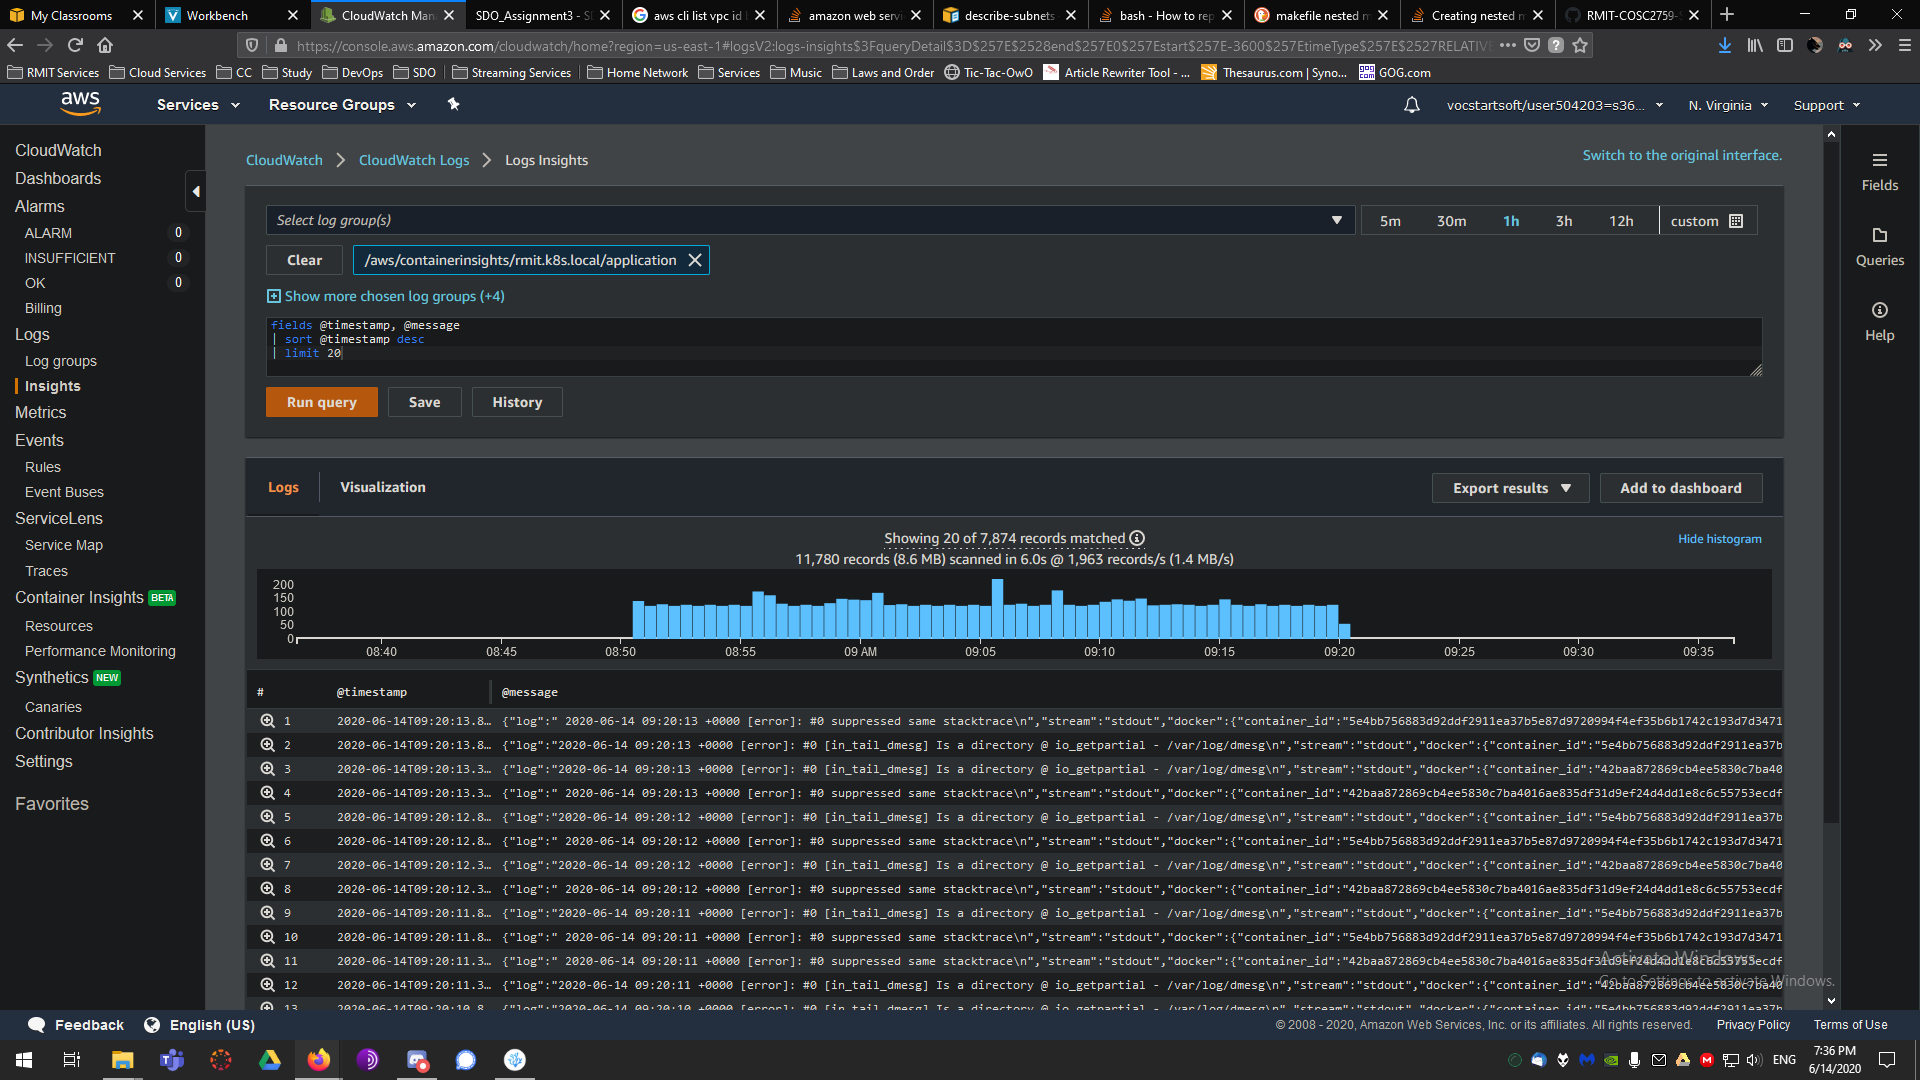 My Classrooms
Workbench
CloudWatch Man
SDO_Assignment3 - S
aws cli list vpc id
amazon web servi
describe-subnets
bash - How to rep
makefile nested m
Creating nested m
RMIT-COSC2759-
https://console.aws.amazon.com/cloudwatch/home?region=us-east-1#logsV2:logs-insights$3FqueryDetail$3D$257E$2528end$257E0$257Estart$257E-3600$257EtimeType$257E$2527RELATIVE
RMIT Services
Cloud Services
CC
Study
DevOps
SDO
Streaming Services
Home Network
Services
Music
Laws and Order
Tic-Tac-OwO
Article Rewriter Tool - ...
Thesaurus.com | Syno...
GOG.com
aws
Services
Resource Groups
vocstartsoft/user504203=s36...
N. Virginia
Support
CloudWatch
Dashboards
Alarms
ALARM 0
INSUFFICIENT 0
OK 0
Billing
Logs
Log groups
Insights
Metrics
Events
Rules
Event Buses
ServiceLens
Service Map
Traces
Container Insights BETA
Resources
Performance Monitoring
Synthetics NEW
Canaries
Contributor Insights
Settings
Favorites
CloudWatch
CloudWatch Logs
Logs Insights
Switch to the original interface.
Select log group(s)
5m 30m 1h 3h 12h custom
Clear
/aws/containerinsights/rmit.k8s.local/application
Show more chosen log groups (+4)
fields @timestamp, @message
| sort @timestamp desc
| limit 20
Run query
Save
History
Fields
Queries
Help
Logs
Visualization
Export results
Add to dashboard
Showing 20 of 7,874 records matched
Hide histogram
11,780 records (8.6 MB) scanned in 6.0s @ 1,963 records/s (1.4 MB/s)
200
150
100
50
0
08:40 08:45 08:50 08:55 09 AM 09:05 09:10 09:15 09:20 09:25 09:30 09:35
# @timestamp @message
1 2020-06-14T09:20:13.8... {"log":" 2020-06-14 09:20:13 +0000 [error]: #0 suppressed same stacktrace\n","stream":"stdout","docker":{"container_id":"5e4bb756883d92ddf2911ea37b5e87d9720994f4ef35b6b1742c193d7d3471
2 2020-06-14T09:20:13.8... {"log":"2020-06-14 09:20:13 +0000 [error]: #0 [in_tail_dmesg] Is a directory @ io_getpartial - /var/log/dmesg\n","stream":"stdout","docker":{"container_id":"5e4bb756883d92ddf2911ea37b
3 2020-06-14T09:20:13.3... {"log":"2020-06-14 09:20:13 +0000 [error]: #0 [in_tail_dmesg] Is a directory @ io_getpartial - /var/log/dmesg\n","stream":"stdout","docker":{"container_id":"42baa872869cb4ee5830c7ba40
4 2020-06-14T09:20:13.3... {"log":" 2020-06-14 09:20:13 +0000 [error]: #0 suppressed same stacktrace\n","stream":"stdout","docker":{"container_id":"42baa872869cb4ee5830c7ba4016ae835df31d9ef24d4dd1e8c6c55753ecdf
5 2020-06-14T09:20:12.8... {"log":"2020-06-14 09:20:12 +0000 [error]: #0 [in_tail_dmesg] Is a directory @ io_getpartial - /var/log/dmesg\n","stream":"stdout","docker":{"container_id":"5e4bb756883d92ddf2911ea37b
6 2020-06-14T09:20:12.8... {"log":" 2020-06-14 09:20:12 +0000 [error]: #0 suppressed same stacktrace\n","stream":"stdout","docker":{"container_id":"5e4bb756883d92ddf2911ea37b5e87d9720994f4ef35b6b1742c193d7d3471
7 2020-06-14T09:20:12.3... {"log":"2020-06-14 09:20:12 +0000 [error]: #0 [in_tail_dmesg] Is a directory @ io_getpartial - /var/log/dmesg\n","stream":"stdout","docker":{"container_id":"42baa872869cb4ee5830c7ba40
8 2020-06-14T09:20:12.3... {"log":" 2020-06-14 09:20:12 +0000 [error]: #0 suppressed same stacktrace\n","stream":"stdout","docker":{"container_id":"42baa872869cb4ee5830c7ba4016ae835df31d9ef24d4dd1e8c6c55753ecdf
9 2020-06-14T09:20:11.8... {"log":"2020-06-14 09:20:11 +0000 [error]: #0 [in_tail_dmesg] Is a directory @ io_getpartial - /var/log/dmesg\n","stream":"stdout","docker":{"container_id":"5e4bb756883d92ddf2911ea37b
10 2020-06-14T09:20:11.8... {"log":" 2020-06-14 09:20:11 +0000 [error]: #0 suppressed same stacktrace\n","stream":"stdout","docker":{"container_id":"5e4bb756883d92ddf2911ea37b5e87d9720994f4ef35b6b1742c193d7d3471
11 2020-06-14T09:20:11.3... {"log":" 2020-06-14 09:20:11 +0000 [error]: #0 suppressed same stacktrace\n","stream":"stdout","docker":{"container_id":"42baa872869cb4ee5830c7ba4016ae835df31d9ef24d4dd1e8c6c55753ecdf
12 2020-06-14T09:20:11.3... {"log":"2020-06-14 09:20:11 +0000 [error]: #0 [in_tail_dmesg] Is a directory @ io_getpartial - /var/log/dmesg\n","stream":"stdout","docker":{"container_id":"42baa872869cb4ee5830c7ba40
Activate Windows
Go to Settings to activate Windows.
Feedback
English (US)
© 2008 - 2020, Amazon Web Services, Inc. or its affiliates. All rights reserved.
Privacy Policy
Terms of Use
ENG
7:36 PM
6/14/2020